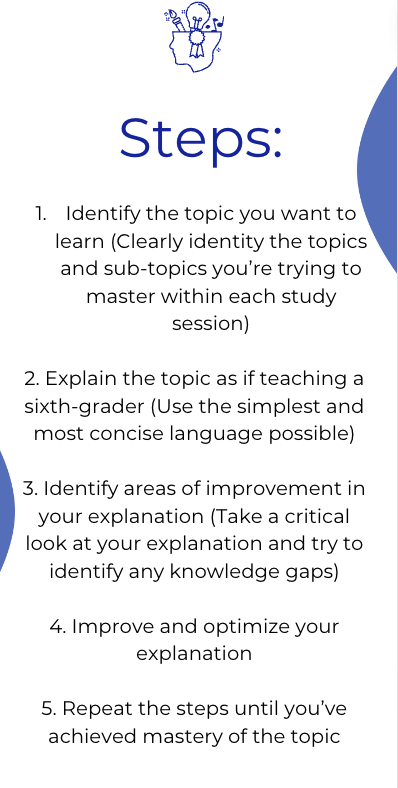 Steps:
1. Identify the topic you want to
learn (Clearly identity the topics
and sub-topics you're trying to
master within each study
session)
2. Explain the topic as if teaching a
sixth-grader (Use the simplest and
most concise language possible)
3. Identify areas of improvement in
your explanation (Take a critical
look at your explanation and try to
identify any knowledge gaps)
4. Improve and optimize your
explanation
5. Repeat the steps until you've
achieved mastery of the topic